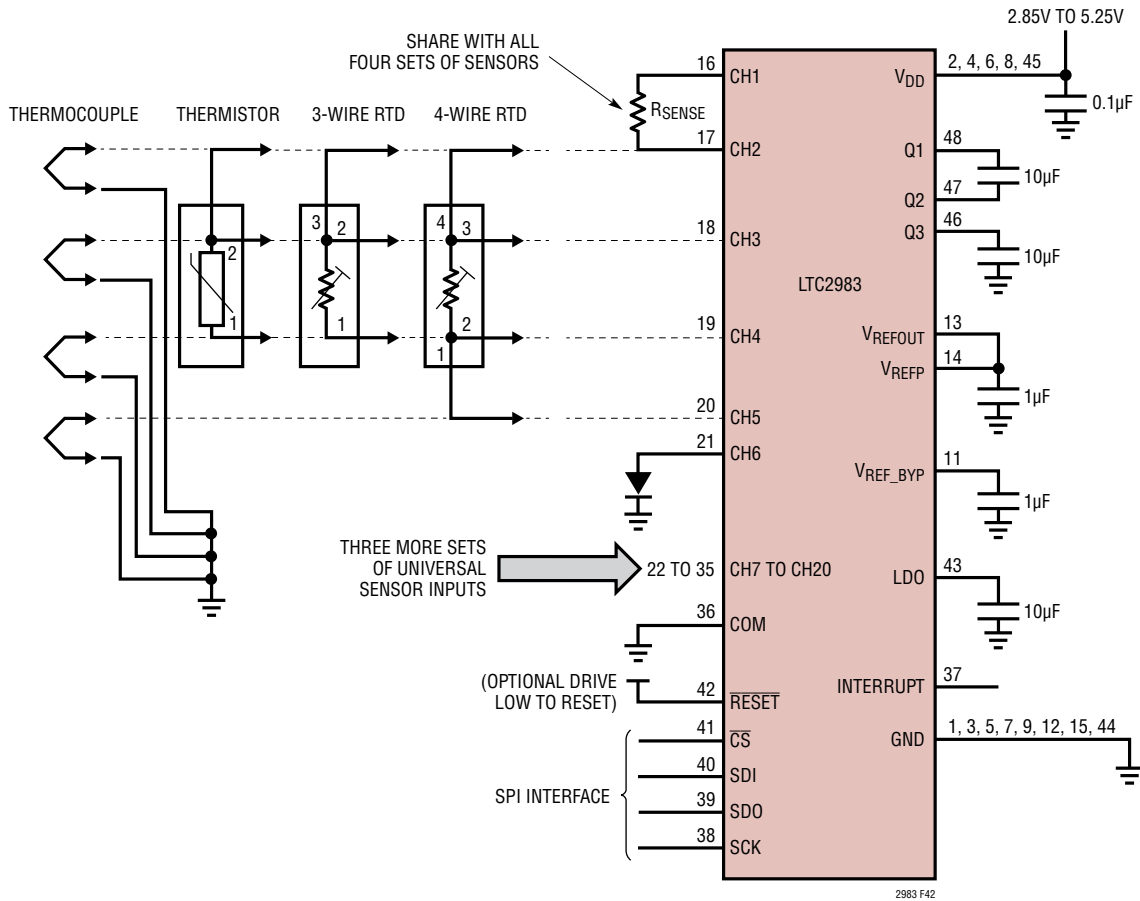 2.85V TO 5.25V
SHARE WITH ALL
FOUR SETS OF SENSORS
16
CH1
VDD
2, 4, 6, 8, 45
0.1µF
RSENSE
THERMOCOUPLE
THERMISTOR
3-WIRE RTD
4-WIRE RTD
17
CH2
Q1
48
10µF
Q2
47
3
2
4
3
2
18
CH3
Q3
46
10µF
LTC2983
1
1
2
1
19
CH4
VREFOUT
13
VREFP
14
1µF
20
CH5
21
CH6
VREF_BYP
11
1µF
THREE MORE SETS
OF UNIVERSAL
SENSOR INPUTS
22 TO 35
CH7 TO CH20
LDO
43
10µF
36
COM
(OPTIONAL DRIVE
LOW TO RESET)
42
RESET
INTERRUPT
37
41
CS
GND
1, 3, 5, 7, 9, 12, 15, 44
SPI INTERFACE
40
SDI
39
SDO
38
SCK
2983 F42